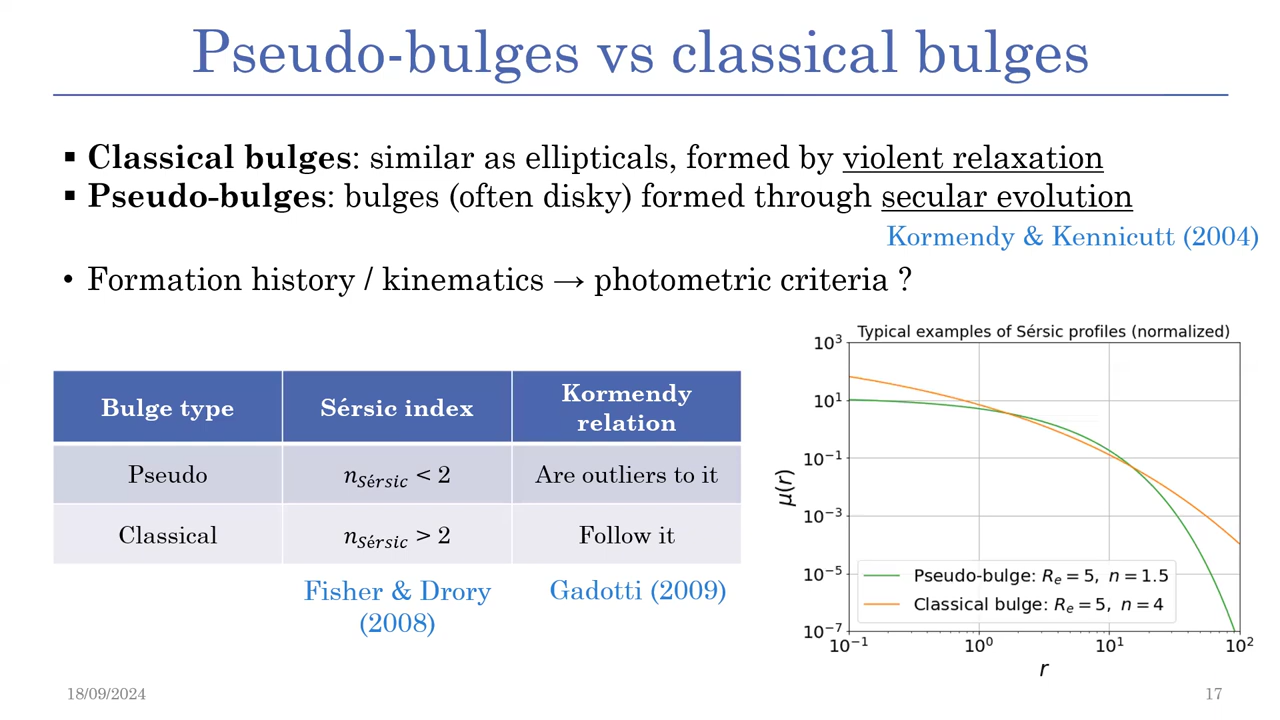 Pseudo-bulges vs classical bulges
▪ Classical bulges: similar as ellipticals, formed by violent relaxation
▪ Pseudo-bulges: bulges (often disky) formed through secular evolution
Kormendy & Kennicutt (2004)
• Formation history / kinematics → photometric criteria ?
Bulge type
Sérsic index
Kormendy
relation
Pseudo
nSérsic < 2
Are outliers to it
Classical
nSérsic > 2
Follow it
Fisher & Drory
(2008)
Gadotti (2009)
Typical examples of Sérsic profiles (normalized)
10³
10¹
10⁻¹
10⁻³
10⁻⁵
10⁻⁷
μ(r)
Pseudo-bulge: Re = 5, n = 1.5
Classical bulge: Re = 5, n = 4
10⁻¹ 10⁰ 10¹ 10²
r
18/09/2024
17